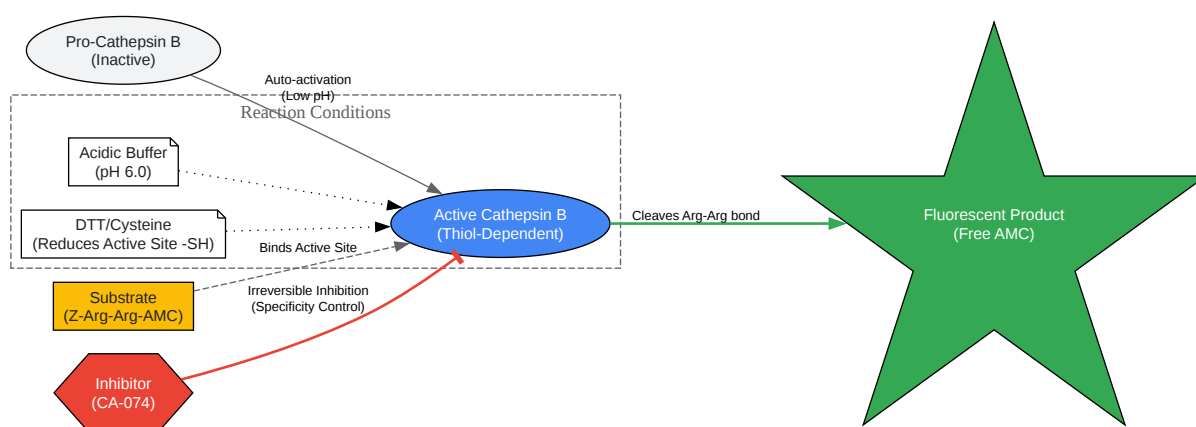 Pro-Cathepsin B
(Inactive)
Auto-activation
(Low pH)
Reaction Conditions
Acidic Buffer
(pH 6.0)
DTT/Cysteine
(Reduces Active Site -SH)
Active Cathepsin B
(Thiol-Dependent)
Cleaves Arg-Arg bond
Fluorescent Product
(Free AMC)
Binds Active Site
Substrate
(Z-Arg-Arg-AMC)
Irreversible Inhibition
(Specificity Control)
Inhibitor
(CA-074)